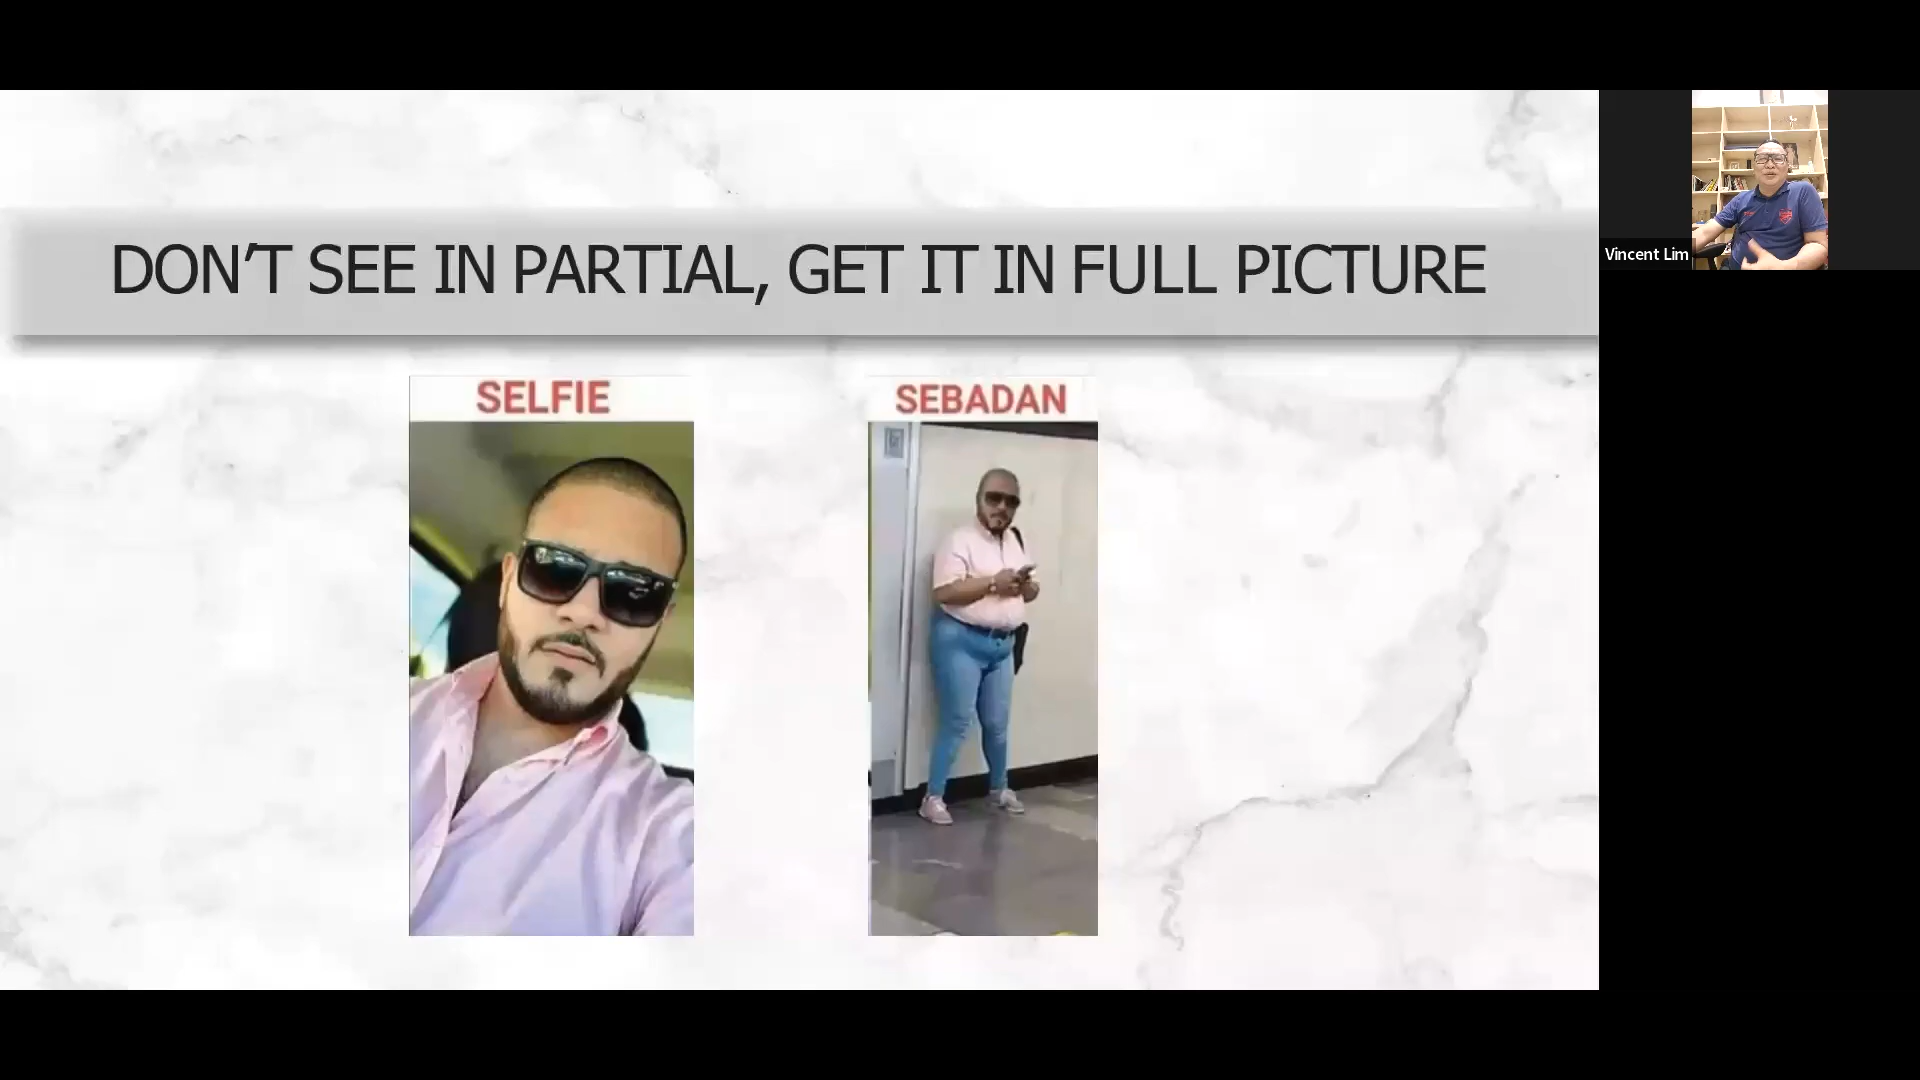 DON'T SEE IN PARTIAL, GET IT IN FULL PICTURE
Vincent Lim
SELFIE
SEBADAN